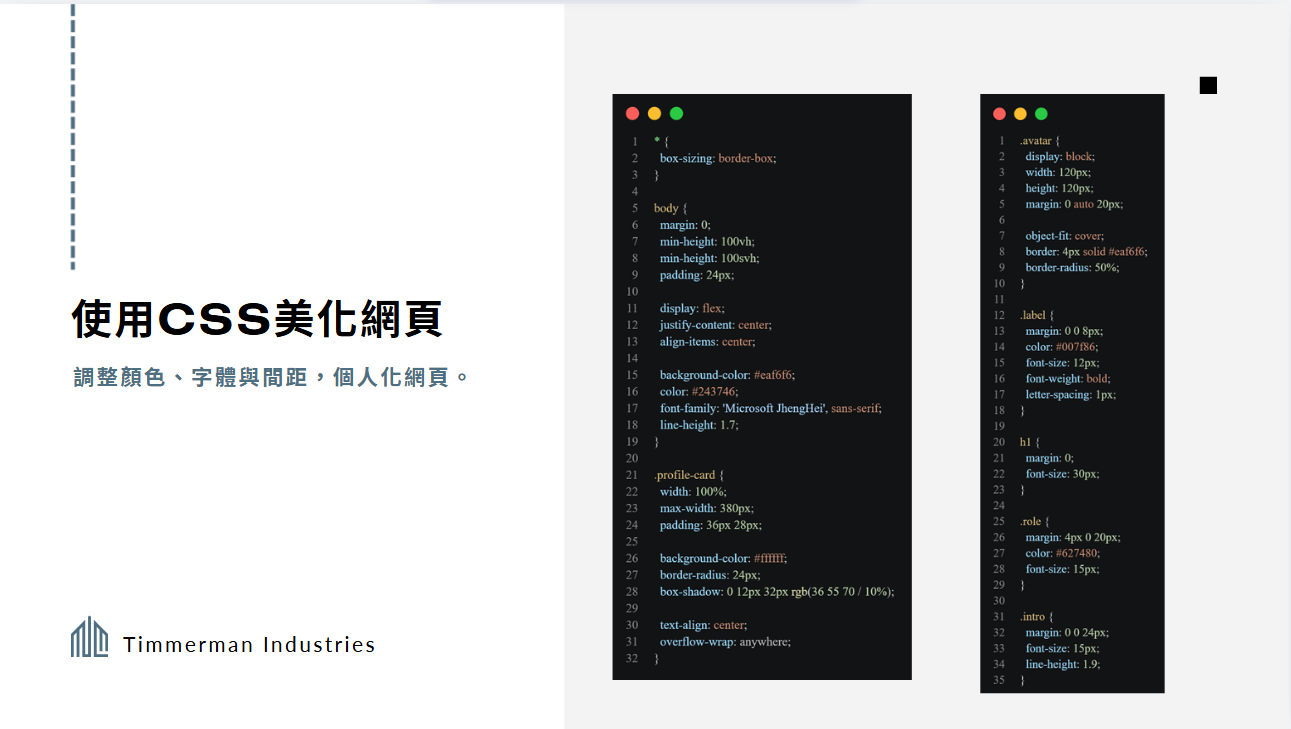 使用CSS美化網頁
調整顏色、字體與間距，個人化網頁。
Timmerman Industries
1 * {
2 box-sizing: border-box;
3 }
4
5 body {
6 margin: 0;
7 min-height: 100vh;
8 min-height: 100svh;
9 padding: 24px;
10
11 display: flex;
12 justify-content: center;
13 align-items: center;
14
15 background-color: #eaf6f6;
16 color: #243746;
17 font-family: 'Microsoft JhengHei', sans-serif;
18 line-height: 1.7;
19 }
20
21 .profile-card {
22 width: 100%;
23 max-width: 380px;
24 padding: 36px 28px;
25
26 background-color: #ffffff;
27 border-radius: 24px;
28 box-shadow: 0 12px 32px rgb(36 55 70 / 10%);
29
30 text-align: center;
31 overflow-wrap: anywhere;
32 }
1 .avatar {
2 display: block;
3 width: 120px;
4 height: 120px;
5 margin: 0 auto 20px;
6
7 object-fit: cover;
8 border: 4px solid #eaf6f6;
9 border-radius: 50%;
10 }
11
12 .label {
13 margin: 0 0 8px;
14 color: #007f86;
15 font-size: 12px;
16 font-weight: bold;
17 letter-spacing: 1px;
18 }
19
20 h1 {
21 margin: 0;
22 font-size: 30px;
23 }
24
25 .role {
26 margin: 4px 0 20px;
27 color: #627480;
28 font-size: 15px;
29 }
30
31 .intro {
32 margin: 0 0 24px;
33 font-size: 15px;
34 line-height: 1.9;
35 }